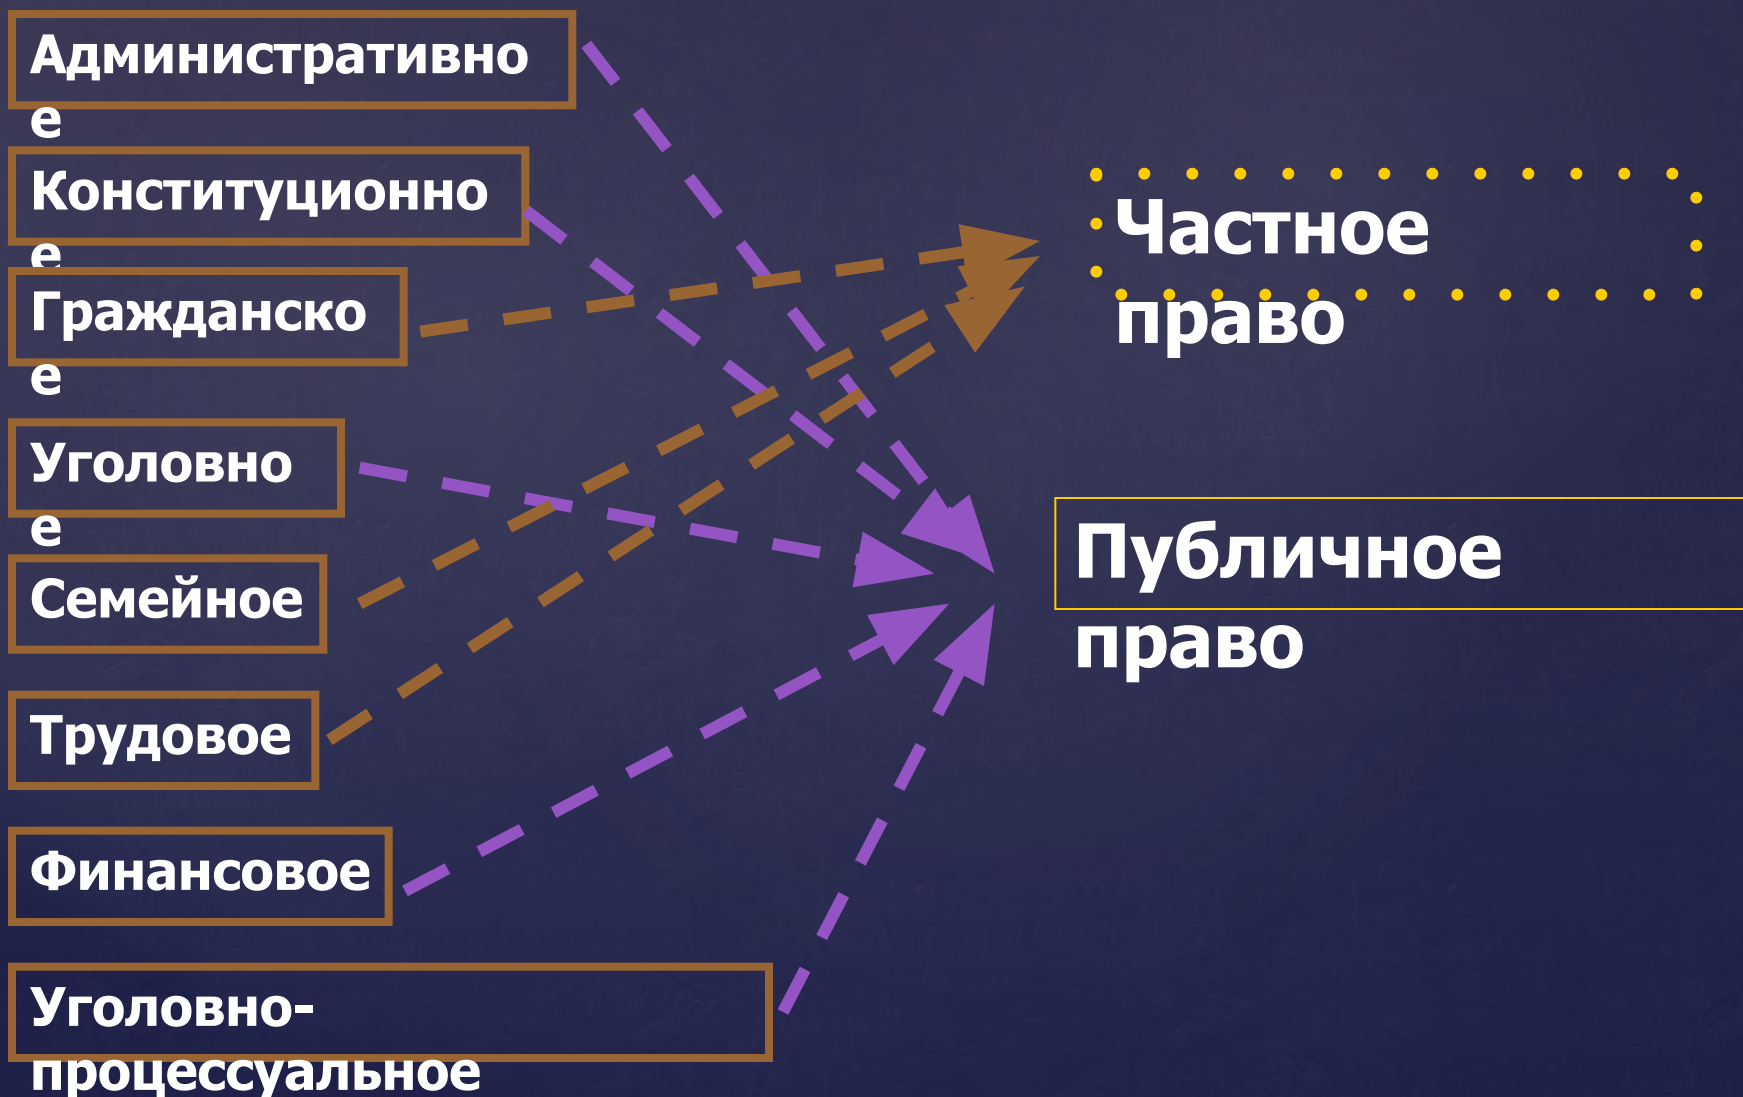 Административно
е
Конституционно
е
Гражданско
е
Уголовно
е
Семейное
Трудовое
Финансовое
Уголовно-
процессуальное
Частное
право
Публичное
право